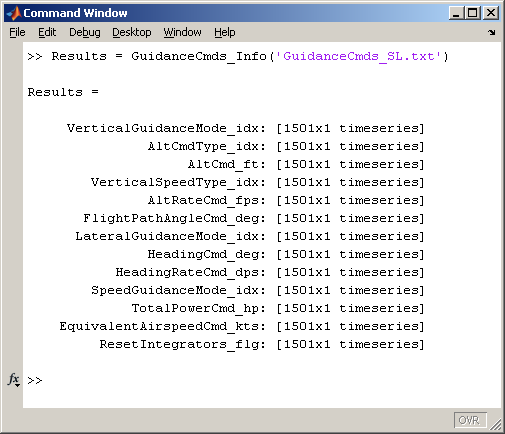 Command Window
File Edit Debug Desktop Window Help
>> Results = GuidanceCmds_Info('GuidanceCmds_SL.txt')
Results =
VerticalGuidanceMode_idx: [1501x1 timeseries]
AltCmdType_idx: [1501x1 timeseries]
AltCmd_ft: [1501x1 timeseries]
VerticalSpeedType_idx: [1501x1 timeseries]
AltRateCmd_fps: [1501x1 timeseries]
FlightPathAngleCmd_deg: [1501x1 timeseries]
LateralGuidanceMode_idx: [1501x1 timeseries]
HeadingCmd_deg: [1501x1 timeseries]
HeadingRateCmd_dps: [1501x1 timeseries]
SpeedGuidanceMode_idx: [1501x1 timeseries]
TotalPowerCmd_hp: [1501x1 timeseries]
EquivalentAirspeedCmd_kts: [1501x1 timeseries]
ResetIntegrators_flg: [1501x1 timeseries]
fx >>
OVR